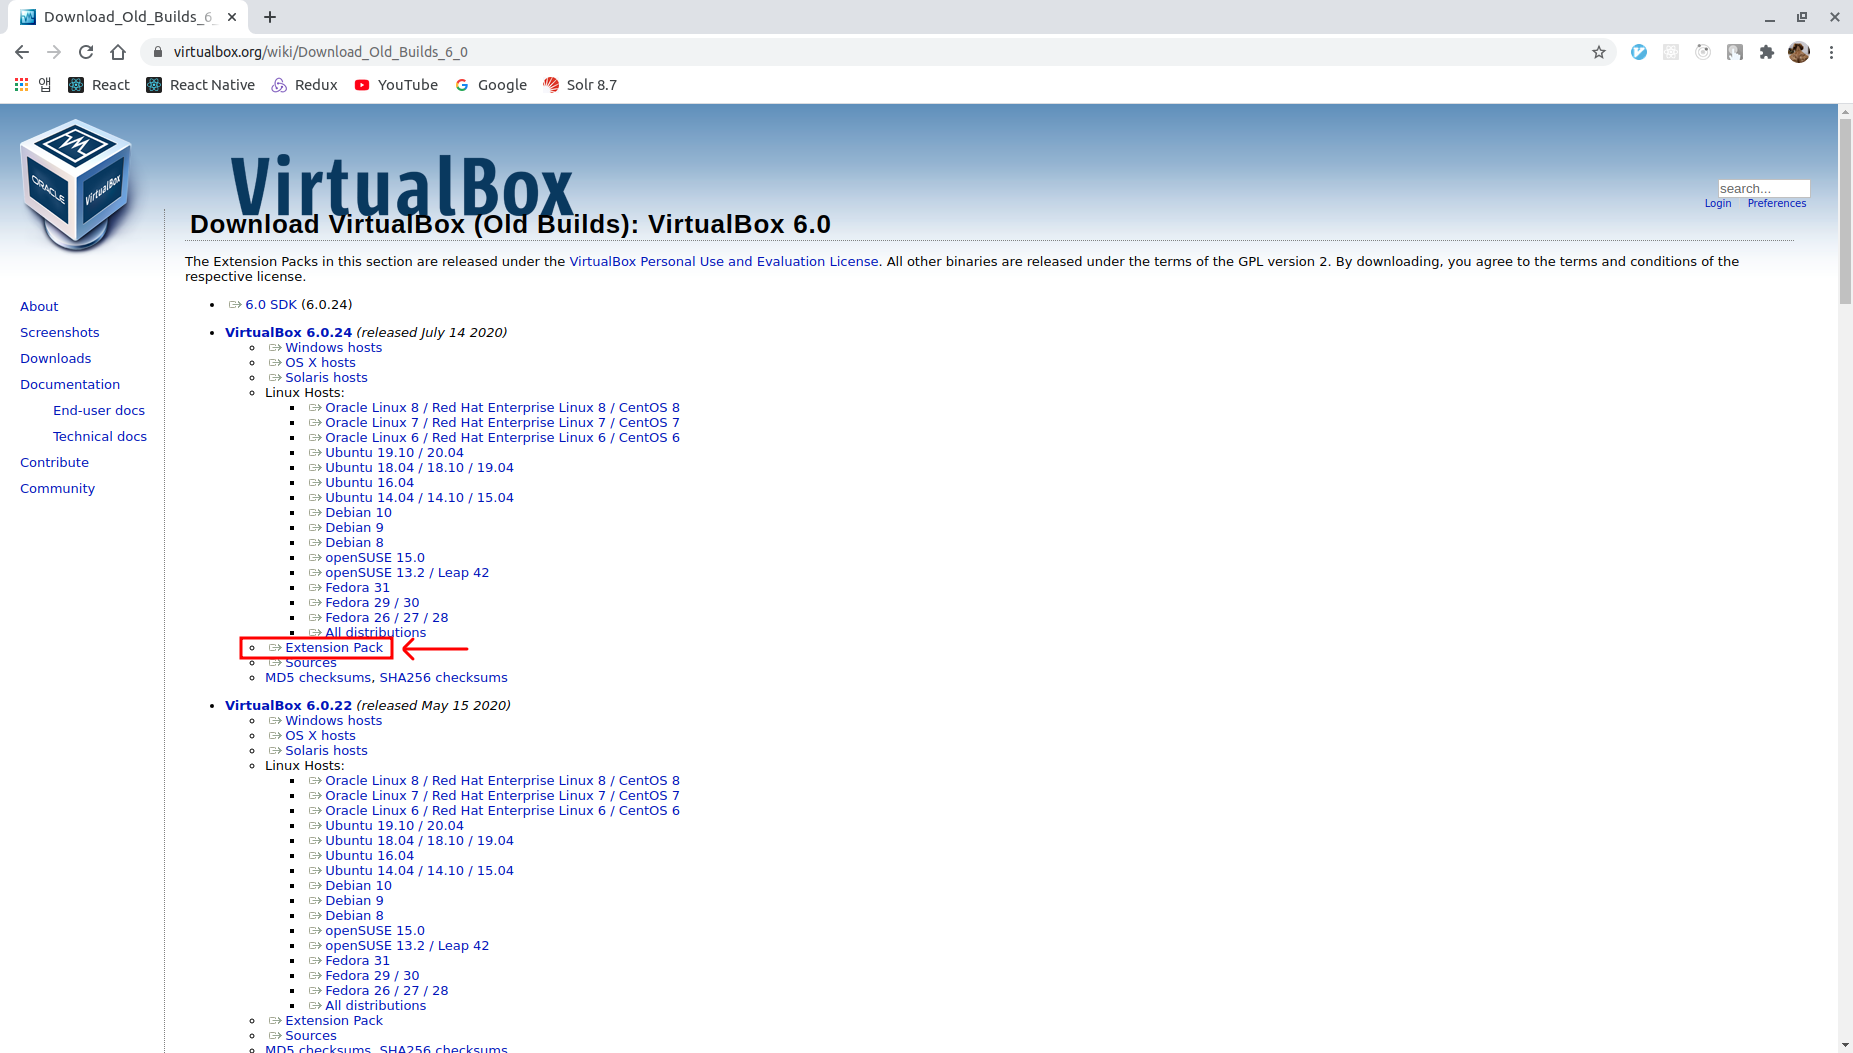 Download_Old_Builds_6_
virtualbox.org/wiki/Download_Old_Builds_6_0
앱 React React Native Redux YouTube Google Solr 8.7
ORACLE VirtualBox
VirtualBox
search...
Login Preferences
Download VirtualBox (Old Builds): VirtualBox 6.0
The Extension Packs in this section are released under the VirtualBox Personal Use and Evaluation License. All other binaries are released under the terms of the GPL version 2. By downloading, you agree to the terms and conditions of the
respective license.
About
Screenshots
Downloads
Documentation
End-user docs
Technical docs
Contribute
Community
6.0 SDK (6.0.24)
VirtualBox 6.0.24 (released July 14 2020)
Windows hosts
OS X hosts
Solaris hosts
Linux Hosts:
Oracle Linux 8 / Red Hat Enterprise Linux 8 / CentOS 8
Oracle Linux 7 / Red Hat Enterprise Linux 7 / CentOS 7
Oracle Linux 6 / Red Hat Enterprise Linux 6 / CentOS 6
Ubuntu 19.10 / 20.04
Ubuntu 18.04 / 18.10 / 19.04
Ubuntu 16.04
Ubuntu 14.04 / 14.10 / 15.04
Debian 10
Debian 9
Debian 8
openSUSE 15.0
openSUSE 13.2 / Leap 42
Fedora 31
Fedora 29 / 30
Fedora 26 / 27 / 28
All distributions
Extension Pack
Sources
MD5 checksums, SHA256 checksums
VirtualBox 6.0.22 (released May 15 2020)
Windows hosts
OS X hosts
Solaris hosts
Linux Hosts:
Oracle Linux 8 / Red Hat Enterprise Linux 8 / CentOS 8
Oracle Linux 7 / Red Hat Enterprise Linux 7 / CentOS 7
Oracle Linux 6 / Red Hat Enterprise Linux 6 / CentOS 6
Ubuntu 19.10 / 20.04
Ubuntu 18.04 / 18.10 / 19.04
Ubuntu 16.04
Ubuntu 14.04 / 14.10 / 15.04
Debian 10
Debian 9
Debian 8
openSUSE 15.0
openSUSE 13.2 / Leap 42
Fedora 31
Fedora 29 / 30
Fedora 26 / 27 / 28
All distributions
Extension Pack
Sources
MD5 checksums, SHA256 checksums